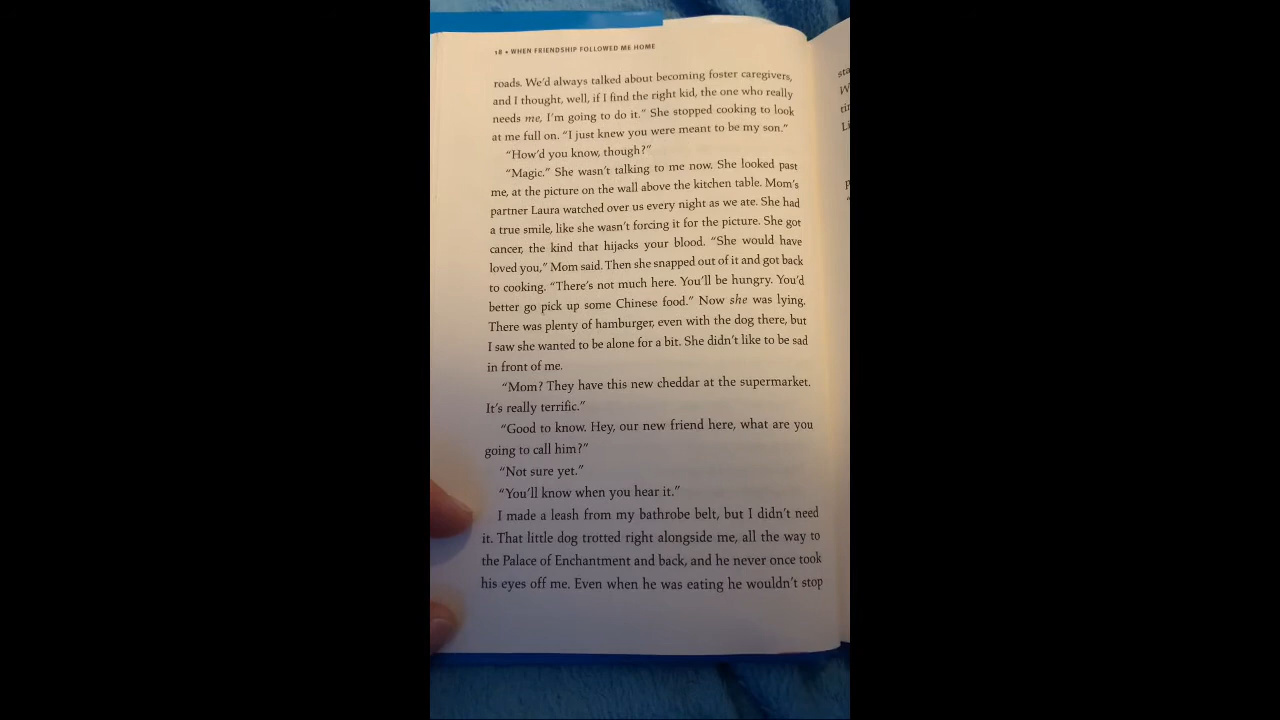 18 • WHEN FRIENDSHIP FOLLOWED ME HOME
roads. We'd always talked about becoming foster caregivers,
and I thought, well, if I find the right kid, the one who really
needs me, I'm going to do it." She stopped cooking to look
at me full on. "I just knew you were meant to be my son."
"How'd you know, though?"
"Magic." She wasn't talking to me now. She looked past
me, at the picture on the wall above the kitchen table. Mom's
partner Laura watched over us every night as we ate. She had
a true smile, like she wasn't forcing it for the picture. She got
cancer, the kind that hijacks your blood. "She would have
loved you," Mom said. Then she snapped out of it and got back
to cooking. "There's not much here. You'll be hungry. You'd
better go pick up some Chinese food." Now she was lying.
There was plenty of hamburger, even with the dog there, but
I saw she wanted to be alone for a bit. She didn't like to be sad
in front of me.
"Mom? They have this new cheddar at the supermarket.
It's really terrific."
"Good to know. Hey, our new friend here, what are you
going to call him?"
"Not sure yet."
"You'll know when you hear it."
I made a leash from my bathrobe belt, but I didn't need
it. That little dog trotted right alongside me, all the way to
the Palace of Enchantment and back, and he never once took
his eyes off me. Even when he was eating he wouldn't stop